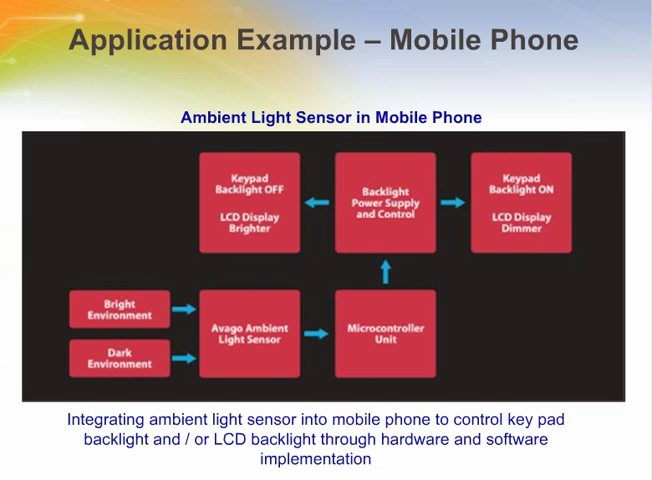 Application Example – Mobile Phone
Ambient Light Sensor in Mobile Phone
Keypad
Backlight OFF
LCD Display
Brighter
Backlight
Power Supply
and Control
Keypad
Backlight ON
LCD Display
Dimmer
Bright
Environment
Dark
Environment
Avago Ambient
Light Sensor
Microcontroller
Unit
Integrating ambient light sensor into mobile phone to control key pad
backlight and / or LCD backlight through hardware and software
implementation